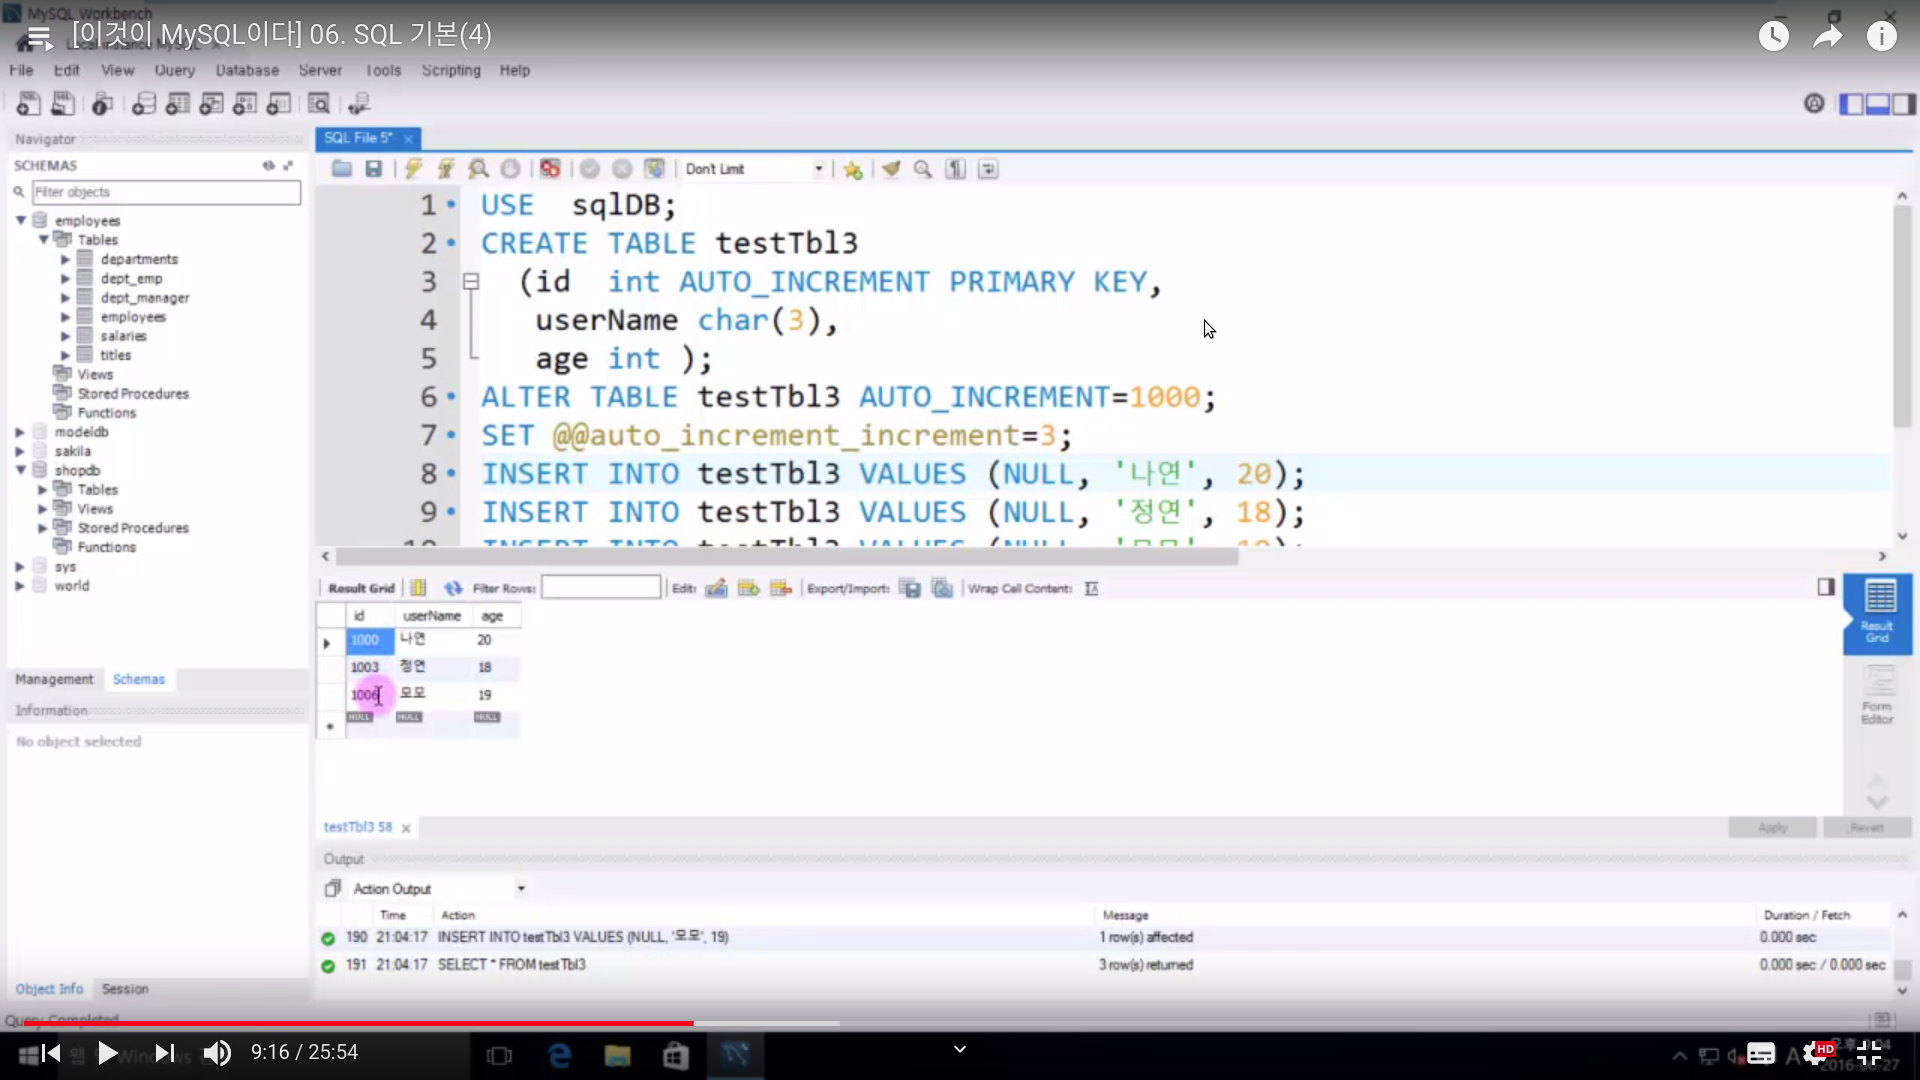 MySQL Workbench
[이것이 MySQL이다] 06. SQL 기본(4)
File Edit View Query Database Server Tools Scripting Help
Navigator
SCHEMAS
Filter objects
employees
Tables
departments
dept_emp
dept_manager
employees
salaries
titles
Views
Stored Procedures
Functions
modeldb
sakila
shopdb
Tables
Views
Stored Procedures
Functions
sys
world
Management Schemas
Information
No object selected
Object Info Session
SQL File 5*
Don't Limit
1 USE sqlDB;
2 CREATE TABLE testTbl3
3 (id int AUTO_INCREMENT PRIMARY KEY,
4 userName char(3),
5 age int );
6 ALTER TABLE testTbl3 AUTO_INCREMENT=1000;
7 SET @@auto_increment_increment=3;
8 INSERT INTO testTbl3 VALUES (NULL, '나연', 20);
9 INSERT INTO testTbl3 VALUES (NULL, '정연', 18);
10 INSERT INTO testTbl3 VALUES (NULL, '모모', 19);
Result Grid Filter Rows: Edit: Export/Import: Wrap Cell Content:
id userName age
1000 나연 20
1003 정연 18
1006 모모 19
NULL NULL NULL
Result Grid
Form Editor
testTbl3 58
Apply Revert
Output
Action Output
Time Action Message Duration / Fetch
190 21:04:17 INSERT INTO testTbl3 VALUES (NULL, '모모', 19) 1 row(s) affected 0.000 sec
191 21:04:17 SELECT * FROM testTbl3 3 row(s) returned 0.000 sec / 0.000 sec
Query Completed
9:16 / 25:54
HD